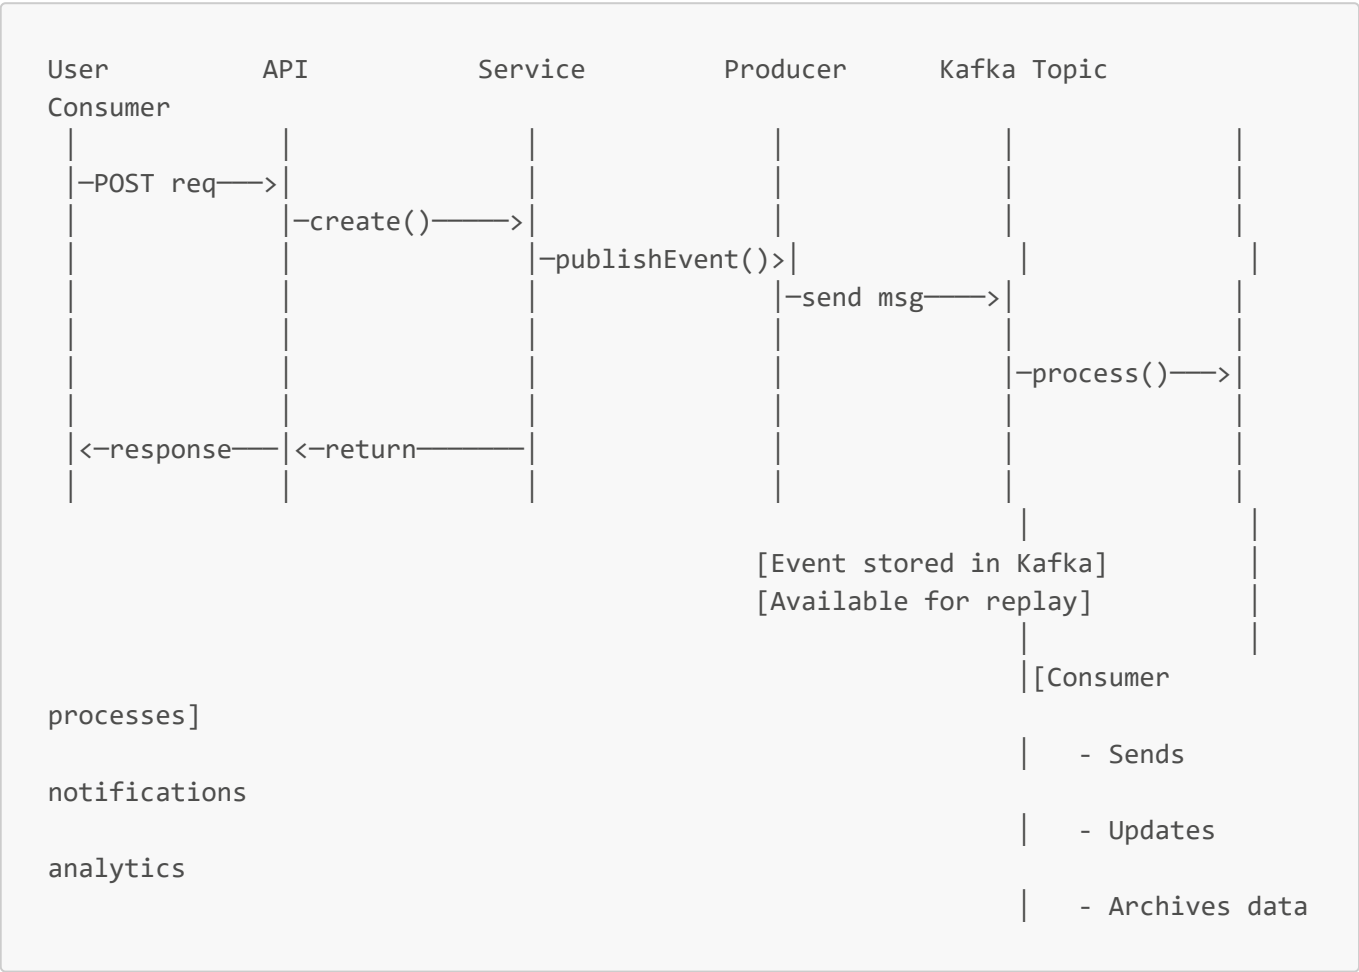 User          API           Service         Producer      Kafka Topic
Consumer
 │             │               │               │              │              │
 │─POST req───>│               │               │              │              │
 │             │─create()─────>│               │              │              │
 │             │               │─publishEvent()>│              │              │
 │             │               │               │─send msg────>│              │
 │             │               │               │              │              │
 │             │               │               │              │─process()───>│
 │             │               │               │              │              │
 │<─response───│<─return───────│               │              │              │
 │             │               │               │              │              │
                                                               │              │
                                              [Event stored in Kafka]         │
                                              [Available for replay]          │
                                                               │              │
                                                               │[Consumer
processes]
                                                               │   - Sends
notifications
                                                               │   - Updates
analytics
                                                               │   - Archives data